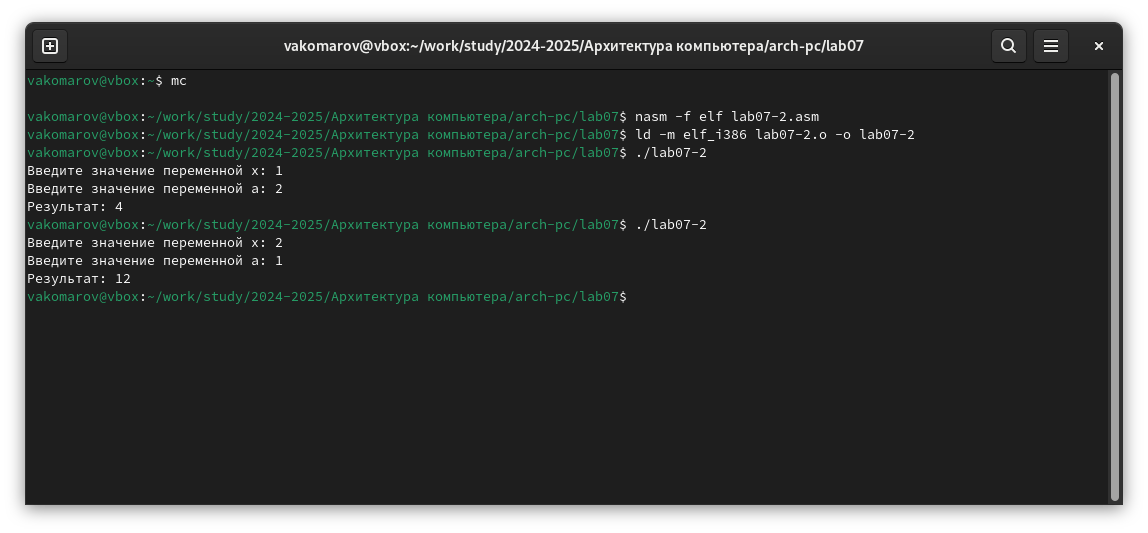 vakomarov@vbox:~/work/study/2024-2025/Архитектура компьютера/arch-pc/lab07
vakomarov@vbox:~$ mc
vakomarov@vbox:~/work/study/2024-2025/Архитектура компьютера/arch-pc/lab07$ nasm -f elf lab07-2.asm
vakomarov@vbox:~/work/study/2024-2025/Архитектура компьютера/arch-pc/lab07$ ld -m elf_i386 lab07-2.o -o lab07-2
vakomarov@vbox:~/work/study/2024-2025/Архитектура компьютера/arch-pc/lab07$ ./lab07-2
Введите значение переменной x: 1
Введите значение переменной a: 2
Результат: 4
vakomarov@vbox:~/work/study/2024-2025/Архитектура компьютера/arch-pc/lab07$ ./lab07-2
Введите значение переменной x: 2
Введите значение переменной a: 1
Результат: 12
vakomarov@vbox:~/work/study/2024-2025/Архитектура компьютера/arch-pc/lab07$